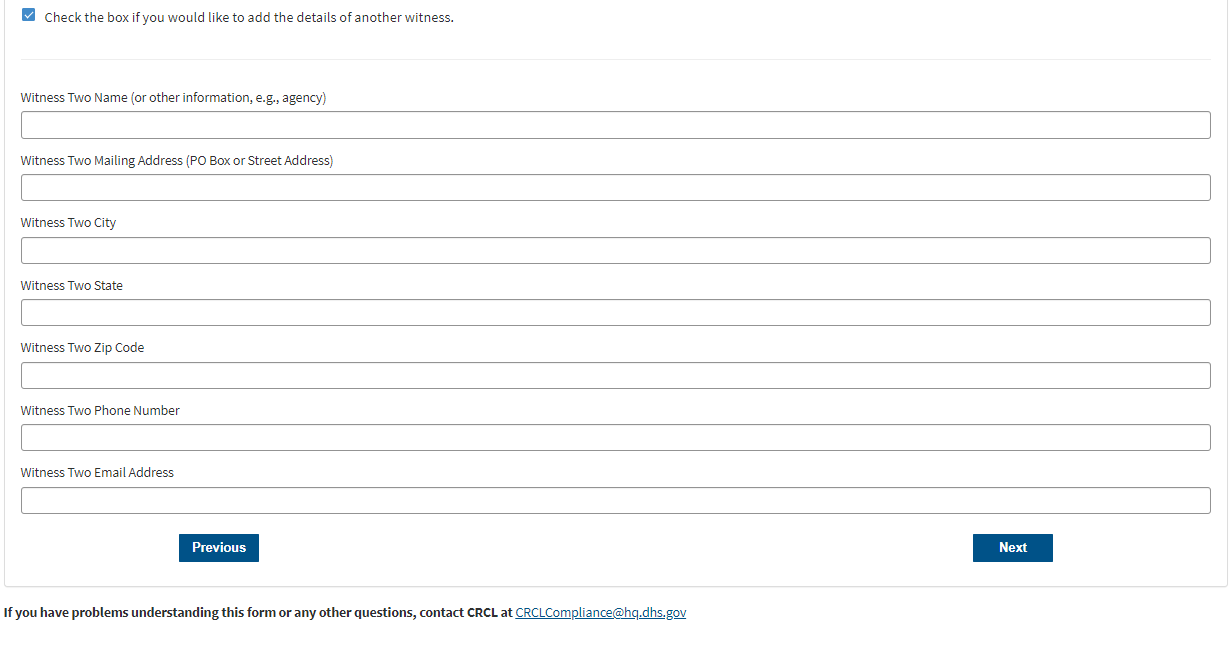 Check the box if you would like to add the details of another witness.
Witness Two Name (or other information, e.g., agency)
Witness Two Mailing Address (PO Box or Street Address)
Witness Two City
Witness Two State
Witness Two Zip Code
Witness Two Phone Number
Witness Two Email Address
Previous Next
If you have problems understanding this form or any other questions, contact CRCL at CRCLCompliance@hq.dhs.gov